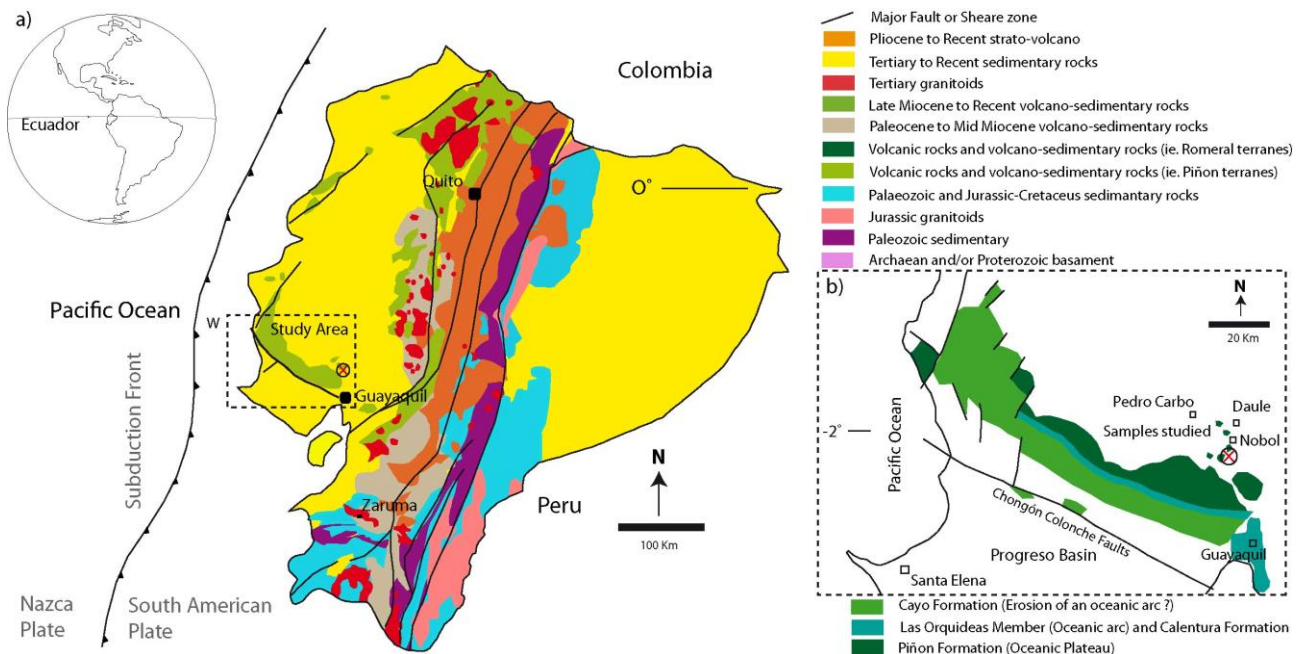 a)
Ecuador
Colombia
Quito
O°
Pacific Ocean
W
Study Area
Guayaquil
Subduction Front
Zaruma
Peru
N
100 Km
Nazca
Plate
South American
Plate
Major Fault or Sheare zone
Pliocene to Recent strato-volcano
Tertiary to Recent sedimentary rocks
Tertiary granitoids
Late Miocene to Recent volcano-sedimentary rocks
Paleocene to Mid Miocene volcano-sedimentary rocks
Volcanic rocks and volcano-sedimentary rocks (ie. Romeral terranes)
Volcanic rocks and volcano-sedimentary rocks (ie. Piñon terranes)
Palaeozoic and Jurassic-Cretaceus sedimantary rocks
Jurassic granitoids
Paleozoic sedimentary
Archaean and/or Proterozoic basament
b)
N
20 Km
Pedro Carbo
Daule
Samples studied
Nobol
-2°
Pacific Ocean
Chongón Colonche Faults
Guayaquil
Progreso Basin
Santa Elena
Cayo Formation (Erosion of an oceanic arc ?)
Las Orquideas Member (Oceanic arc) and Calentura Formation
Piñon Formation (Oceanic Plateau)